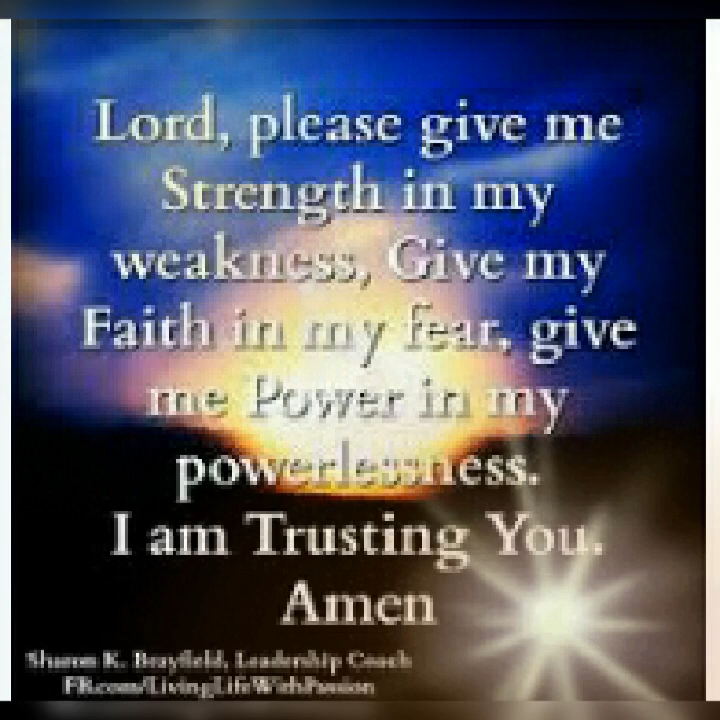 Lord, please give me
Strength in my
weakness, Give my
Faith in my fear, give
me Power in my
powerlessness.
I am Trusting You.
Amen
Sharon K. Brayfield, Leadership Coach
FB.com/LivingLifeWithPassion